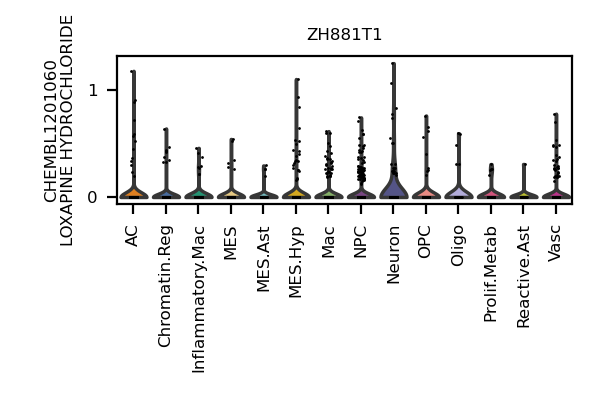 ZH881T1
CHEMBL1201060
LOXAPINE HYDROCHLORIDE
1
0
AC
Chromatin.Reg
Inflammatory.Mac
MES
MES.Ast
MES.Hyp
Mac
NPC
Neuron
OPC
Oligo
Prolif.Metab
Reactive.Ast
Vasc